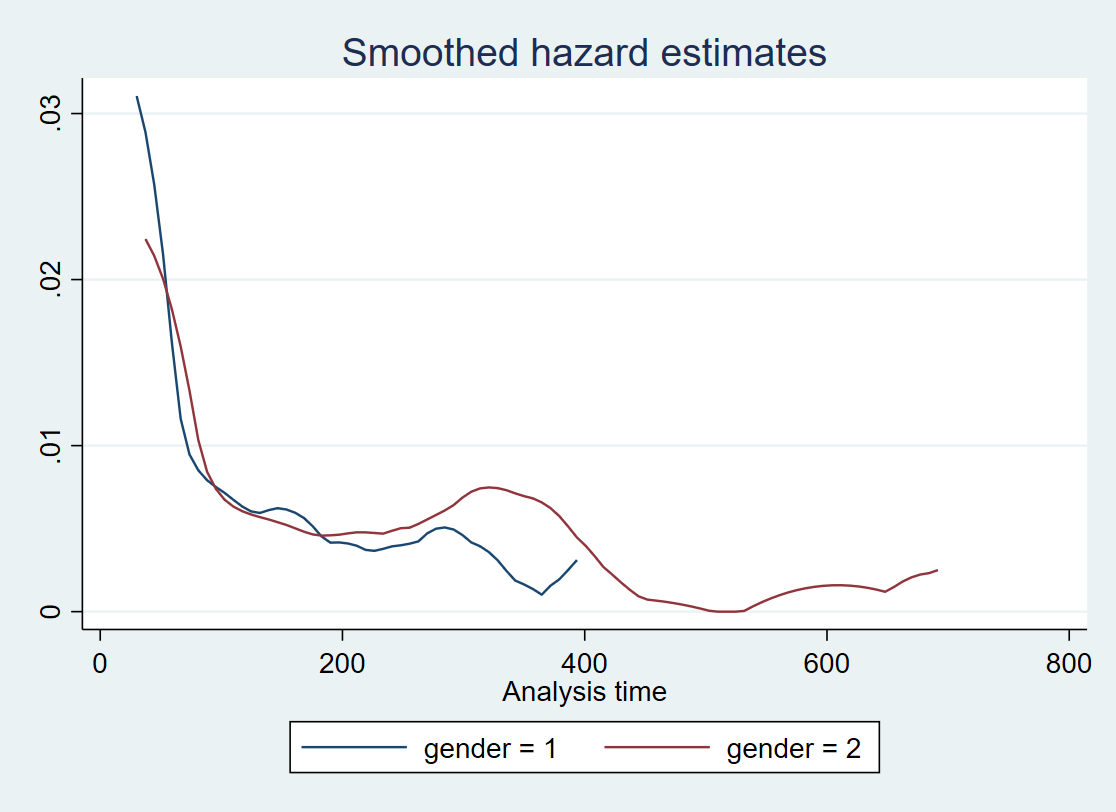 Smoothed hazard estimates
.03
.02
.01
0
0 200 400 600 800
Analysis time
gender = 1 gender = 2